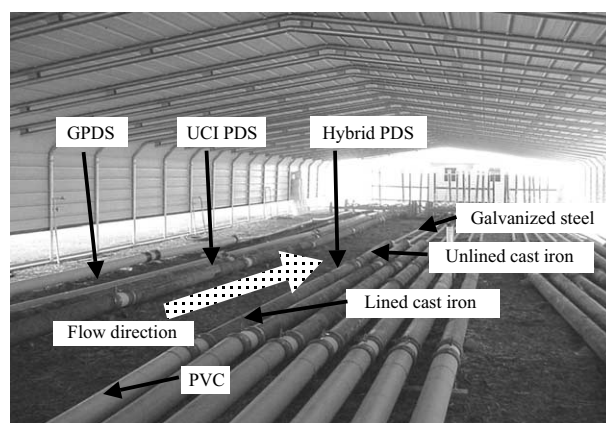 GPDS
UCI PDS
Hybrid PDS
Galvanized steel
Unlined cast iron
Lined cast iron
Flow direction
PVC